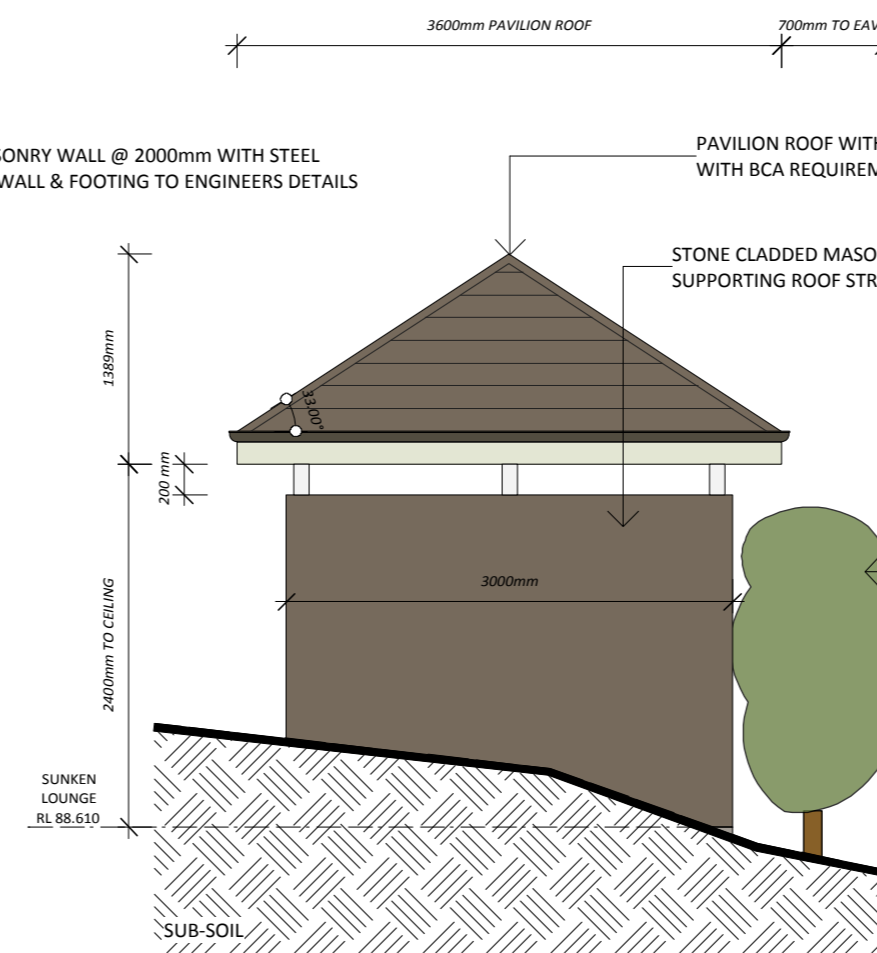 3600mm PAVILION ROOF
700mm TO EAV
SONRY WALL @ 2000mm WITH STEEL
WALL & FOOTING TO ENGINEERS DETAILS
PAVILION ROOF WITH
WITH BCA REQUIREM
STONE CLADDED MASO
SUPPORTING ROOF STR
1389mm
33.00°
200 mm
3000mm
2400mm TO CEILING
SUNKEN
LOUNGE
RL 88.610
SUB-SOIL